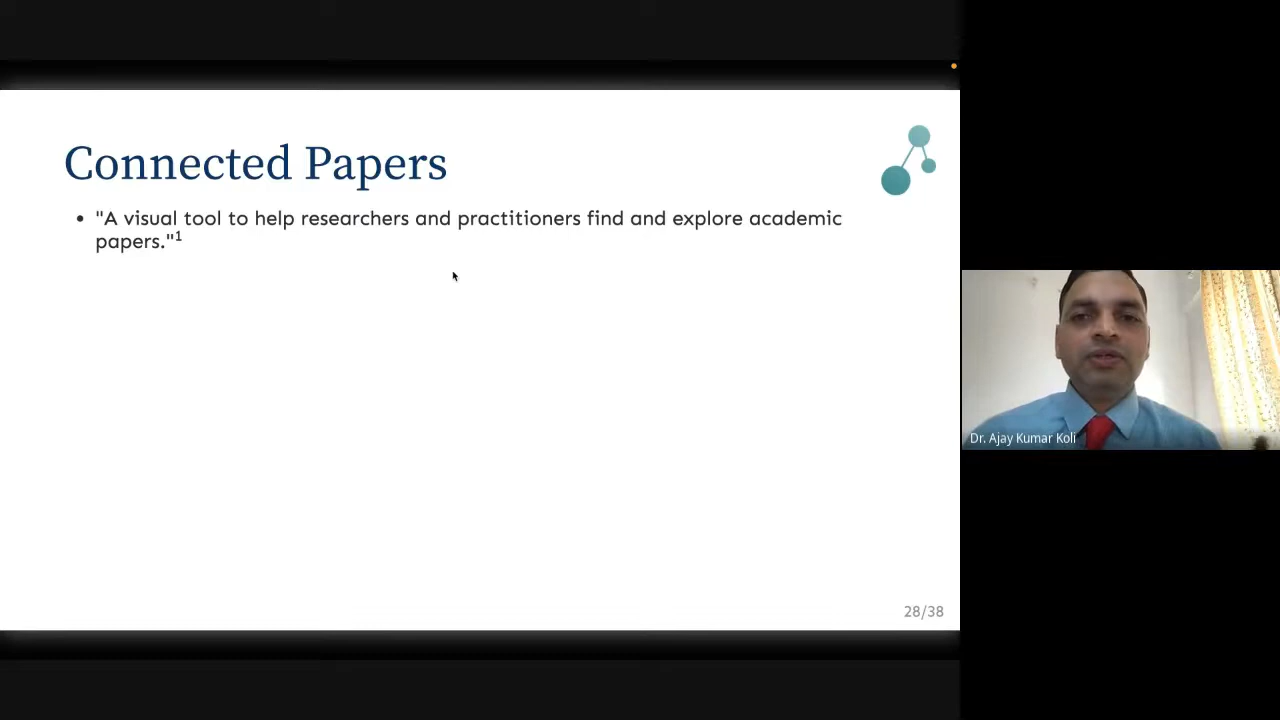 Connected Papers
• "A visual tool to help researchers and practitioners find and explore academic
papers."¹
Dr. Ajay Kumar Koli
28/38